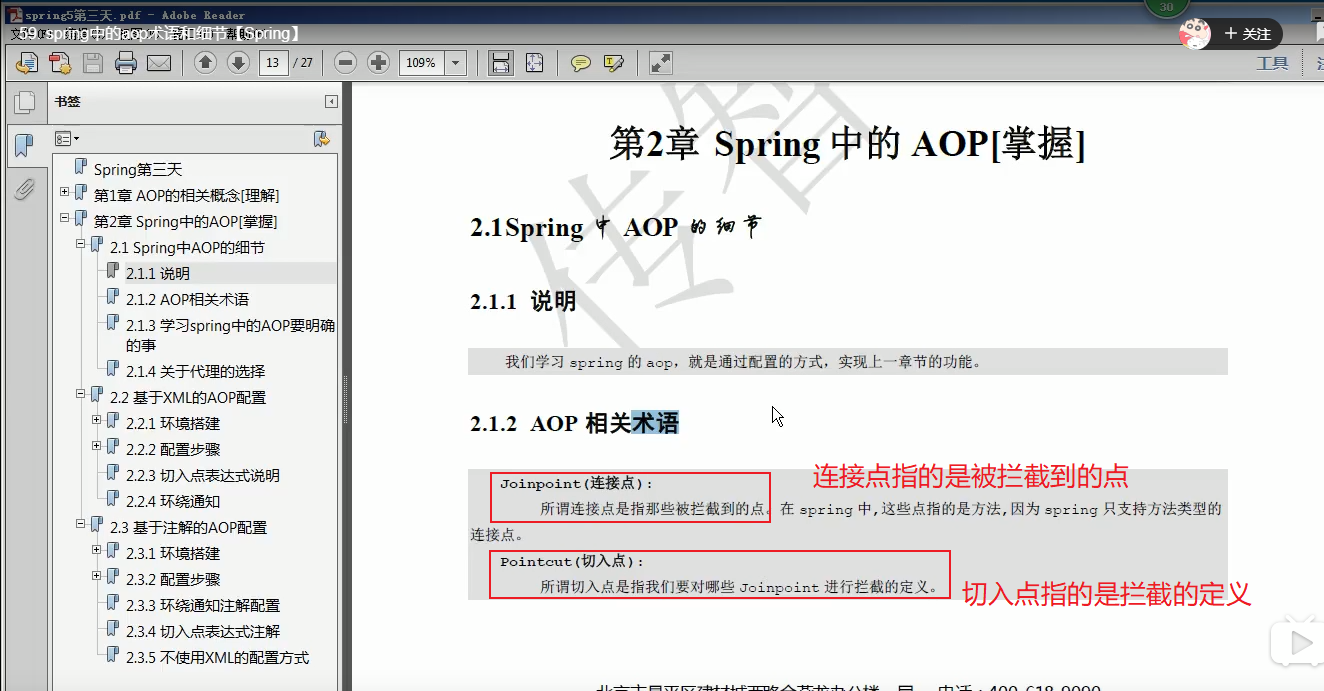 spring5第三天.pdf - Adobe Reader
59. spring中的aop术语和细节【Spring】
30
+ 关注
13 / 27
109%
工具
书签
Spring第三天
第1章 AOP的相关概念[理解]
第2章 Spring中的AOP[掌握]
2.1 Spring中AOP的细节
2.1.1 说明
2.1.2 AOP相关术语
2.1.3 学习spring中的AOP要明确
的事
2.1.4 关于代理的选择
2.2 基于XML的AOP配置
2.2.1 环境搭建
2.2.2 配置步骤
2.2.3 切入点表达式说明
2.2.4 环绕通知
2.3 基于注解的AOP配置
2.3.1 环境搭建
2.3.2 配置步骤
2.3.3 环绕通知注解配置
2.3.4 切入点表达式注解
2.3.5 不使用XML的配置方式
传智
第2章 Spring 中的 AOP[掌握]
2.1Spring 中 AOP 的细节
2.1.1 说明
我们学习 spring 的 aop，就是通过配置的方式，实现上一章节的功能。
2.1.2 AOP 相关术语
连接点指的是被拦截到的点
Joinpoint(连接点):
所谓连接点是指那些被拦截到的点。在 spring 中,这些点指的是方法,因为 spring 只支持方法类型的
连接点。
Pointcut(切入点):
所谓切入点是指我们要对哪些 Joinpoint 进行拦截的定义。
切入点指的是拦截的定义